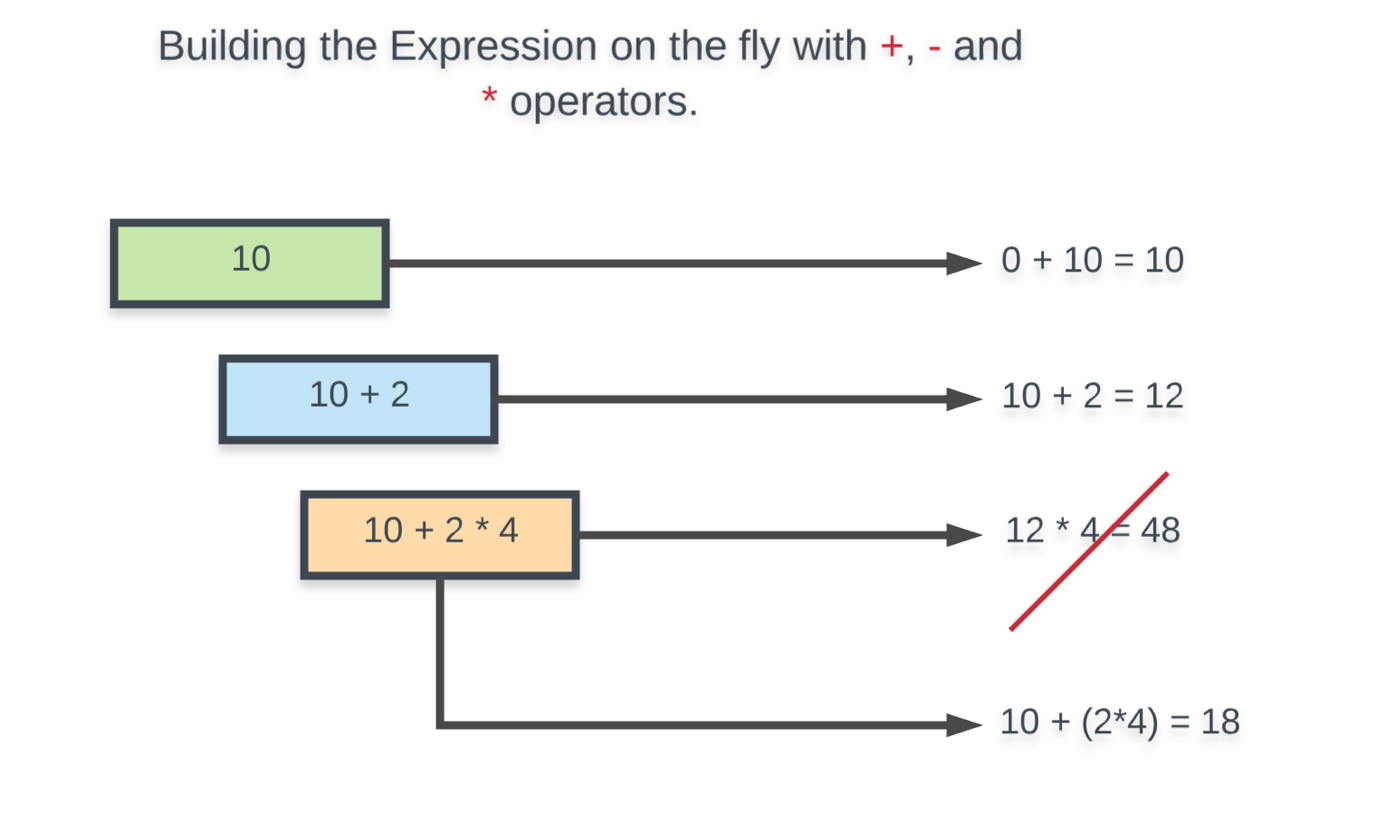 Building the Expression on the fly with +, - and
* operators.
10
0 + 10 = 10
10 + 2
10 + 2 = 12
10 + 2 * 4
12 * 4 = 48
10 + (2*4) = 18